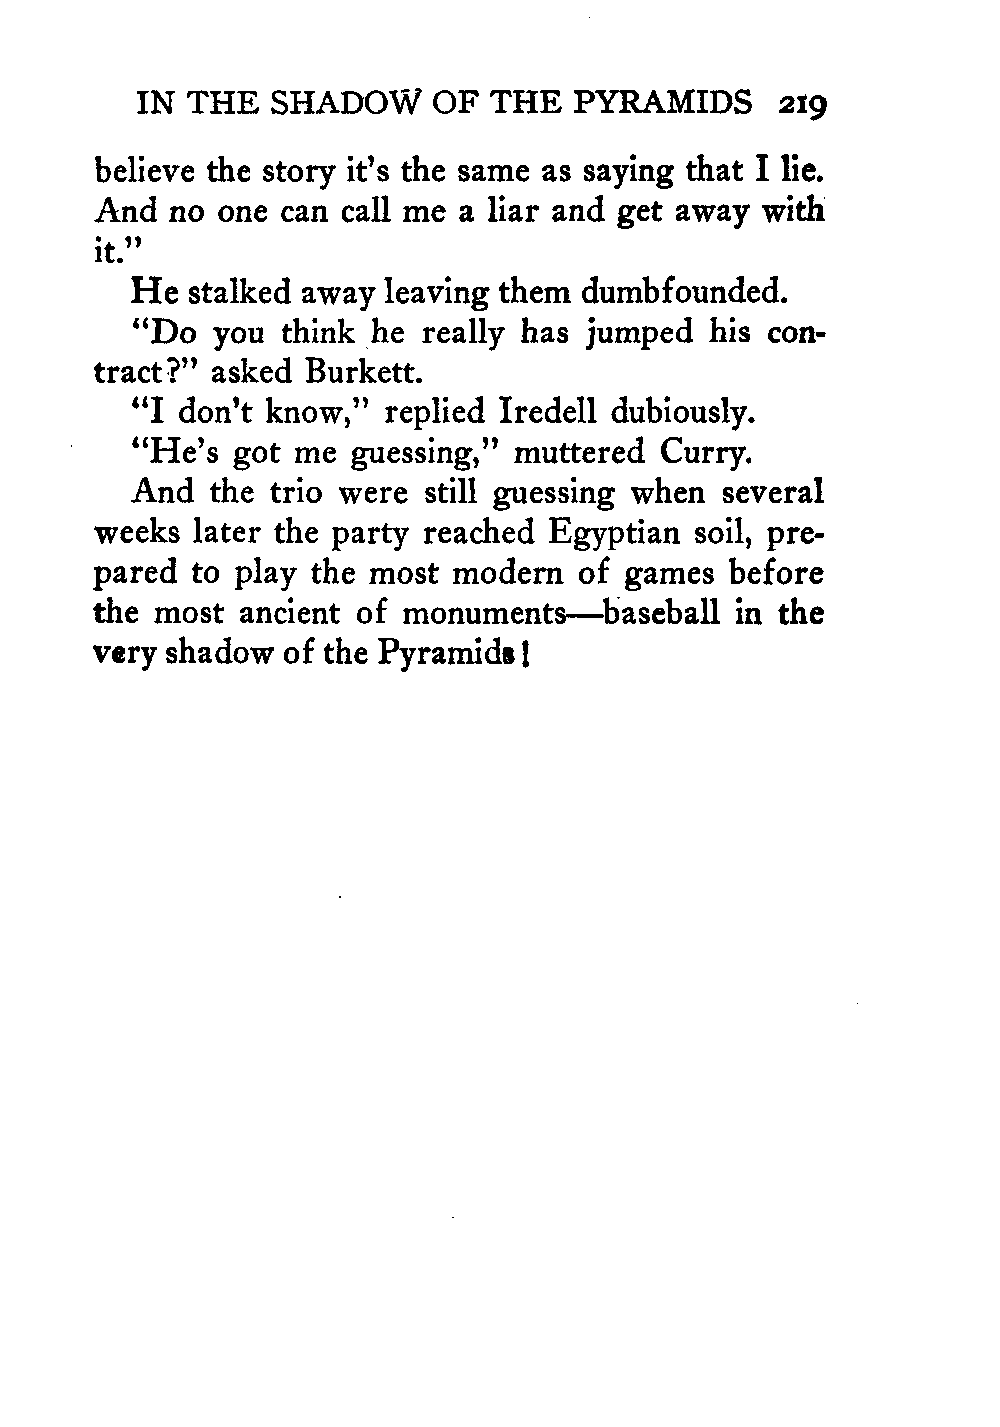 IN THE SHADOW OF THE PYRAMIDS 219
believe the story it's the same as saying that I lie.
And no one can call me a liar and get away with
it."
He stalked away leaving them dumbfounded.
"Do you think he really has jumped his con-
tract?" asked Burkett.
"I don't know," replied Iredell dubiously.
"He's got me guessing," muttered Curry.
And the trio were still guessing when several
weeks later the party reached Egyptian soil, pre-
pared to play the most modern of games before
the most ancient of monuments—baseball in the
very shadow of the Pyramids!